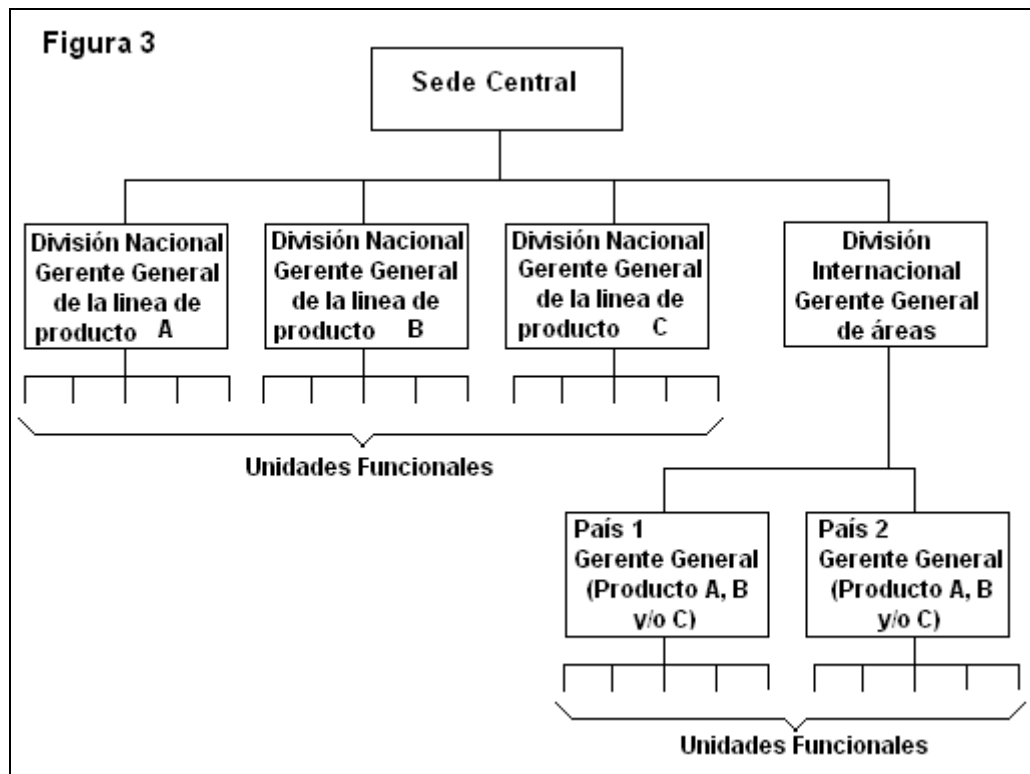 Figura 3
Sede Central
División Nacional
Gerente General
de la linea de
producto A
División Nacional
Gerente General
de la linea de
producto B
División Nacional
Gerente General
de la linea de
producto C
División
Internacional
Gerente General
de áreas
Unidades Funcionales
País 1
Gerente General
(Producto A, B
y/o C)
País 2
Gerente General
(Producto A, B
y/o C)
Unidades Funcionales